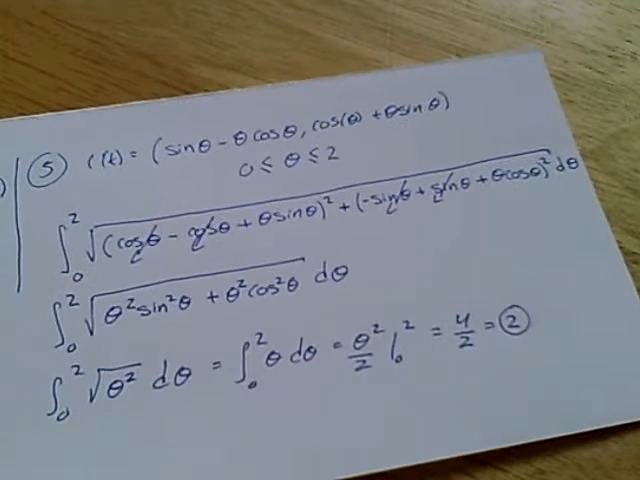 ) ⑤ c(t) = (sinθ - θcosθ, cos(θ) + θsinθ)
0 ≤ θ ≤ 2
∫₀² √((cosθ - cosθ + θsinθ)² + (-sinθ + sinθ + θcosθ)²) dθ
∫₀² √(θ²sin²θ + θ²cos²θ) dθ
∫₀² √(θ²) dθ = ∫₀² θ dθ = θ²/2 |₀² = 4/2 = ②